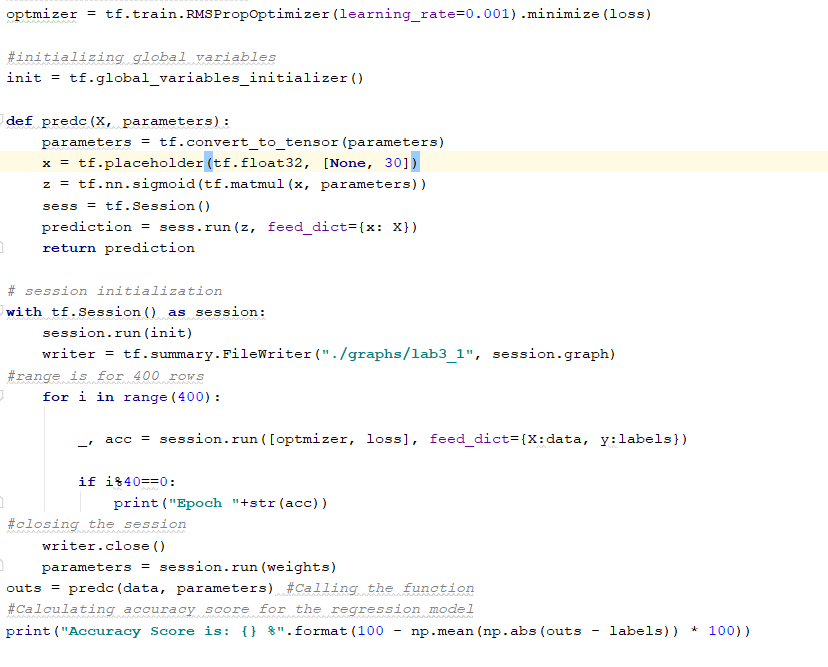 optmizer = tf.train.RMSPropOptimizer(learning_rate=0.001).minimize(loss)
#initializing global variables
init = tf.global_variables_initializer()
def predc(X, parameters):
parameters = tf.convert_to_tensor(parameters)
x = tf.placeholder(tf.float32, [None, 30])
z = tf.nn.sigmoid(tf.matmul(x, parameters))
sess = tf.Session()
prediction = sess.run(z, feed_dict={x: X})
return prediction
# session initialization
with tf.Session() as session:
session.run(init)
writer = tf.summary.FileWriter("./graphs/lab3_1", session.graph)
#range is for 400 rows
for i in range(400):
_, acc = session.run([optmizer, loss], feed_dict={X:data, y:labels})
if i%40==0:
print("Epoch "+str(acc))
#closing the session
writer.close()
parameters = session.run(weights)
outs = predc(data, parameters) #Calling the function
#Calculating accuracy score for the regression model
print("Accuracy Score is: {} %".format(100 - np.mean(np.abs(outs - labels)) * 100))